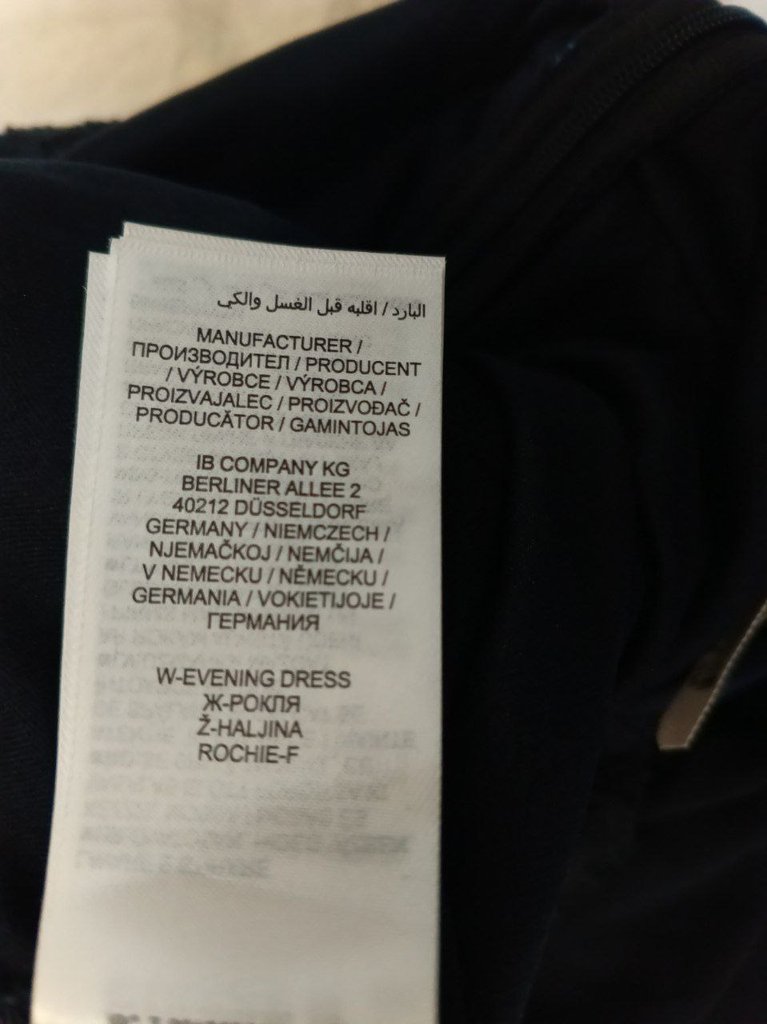 البارد / اقلبه قبل الغسل والكي
MANUFACTURER /
ПРОИЗВОДИТЕЛ / PRODUCENT
/ VÝROBCE / VÝROBCA /
PROIZVAJALEC / PROIZVOĐAČ /
PRODUCĂTOR / GAMINTOJAS
IB COMPANY KG
BERLINER ALLEE 2
40212 DÜSSELDORF
GERMANY / NIEMCZECH /
NJEMAČKOJ / NEMČIJA /
V NEMECKU / NĚMECKU /
GERMANIA / VOKIETIJOJE /
ГЕРМАНИЯ
W-EVENING DRESS
Ж-РОКЛЯ
Ž-HALJINA
ROCHIE-F